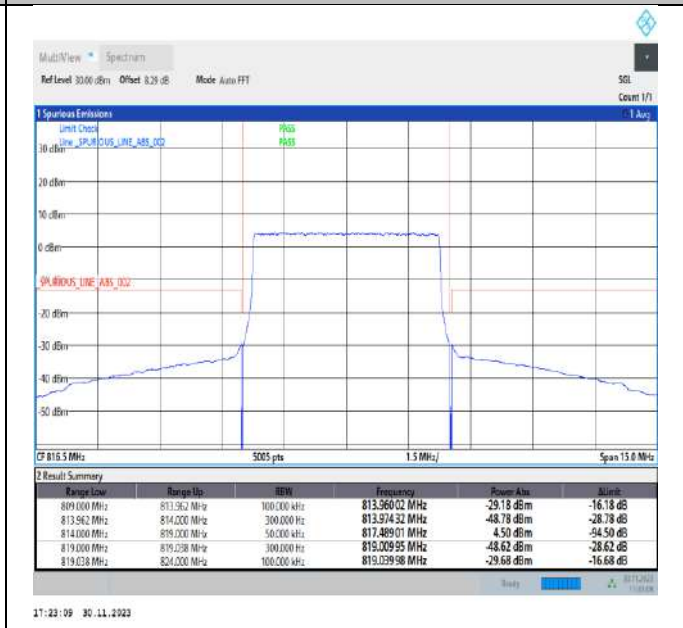 MultiView Spectrum
Ref Level 30.00 dBm Offset 8.29 dB Mode Auto FFT SGL
Count 1/1
1 Spurious Emissions 1 Avg
Limit Check PASS
Line _SPURIOUS_LINE_ABS_002 PASS
30 dBm
20 dBm
10 dBm
0 dBm
_SPURIOUS_LINE_ABS_002
-20 dBm
-30 dBm
-40 dBm
-50 dBm
CF 816.5 MHz 5005 pts 1.5 MHz/ Span 15.0 MHz
2 Result Summary
Range Low Range Up RBW Frequency Power Abs ΔLimit
809.000 MHz 813.962 MHz 100.000 kHz 813.96002 MHz -29.18 dBm -16.18 dB
813.962 MHz 814.000 MHz 300.000 Hz 813.97432 MHz -48.78 dBm -28.78 dB
814.000 MHz 819.000 MHz 50.000 kHz 817.48901 MHz 4.50 dBm -94.50 dB
819.000 MHz 819.038 MHz 300.000 Hz 819.00995 MHz -48.62 dBm -28.62 dB
819.038 MHz 824.000 MHz 100.000 kHz 819.03998 MHz -29.68 dBm -16.68 dB
Ready 30.11.2023
17:23:09 30.11.2023